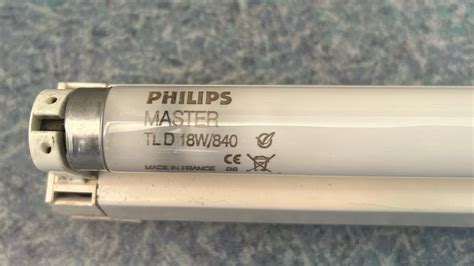 PHILIPS
MASTER
TL D 18W/840
CE
MADE IN FRANCE